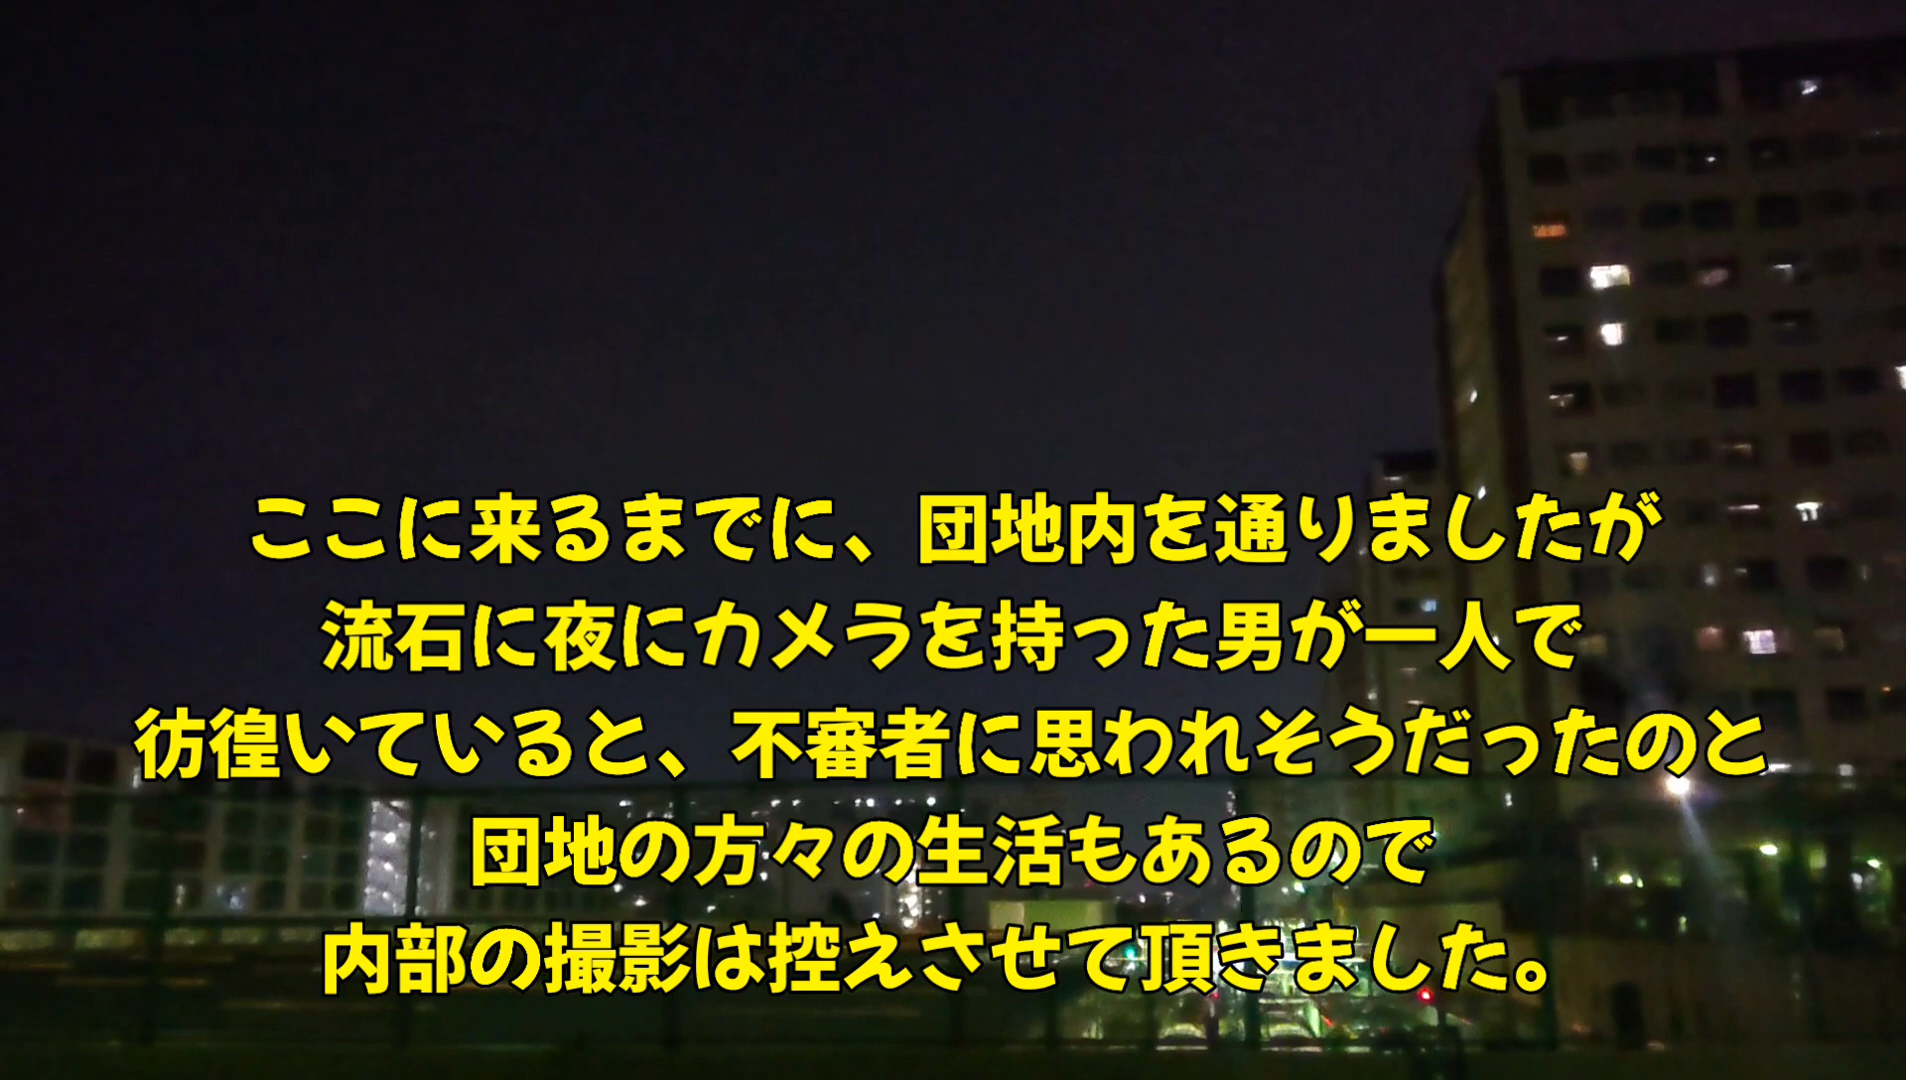 ここに来るまでに、団地内を通りましたが
流石に夜にカメラを持った男が一人で
彷徨いていると、不審者に思われそうだったのと
団地の方々の生活もあるので
内部の撮影は控えさせて頂きました。